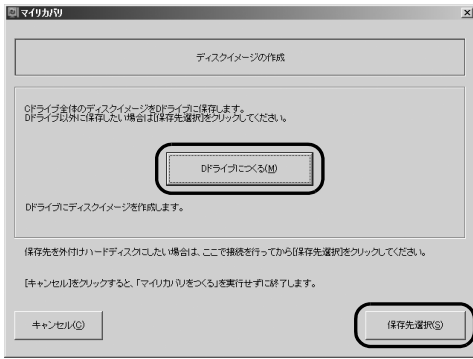 マイリカバリ
ディスクイメージの作成
Cドライブ全体のディスクイメージをDドライブに保存します。
Dドライブ以外に保存したい場合は[保存先選択]をクリックしてください。
Dドライブにつくる(M)
Dドライブにディスクイメージを作成します。
保存先を外付けハードディスクにしたい場合は、ここで接続を行ってから[保存先選択]をクリックしてください。
[キャンセル]をクリックすると、「マイリカバリをつくる」を実行せずに終了します。
キャンセル(C)
保存先選択(S)